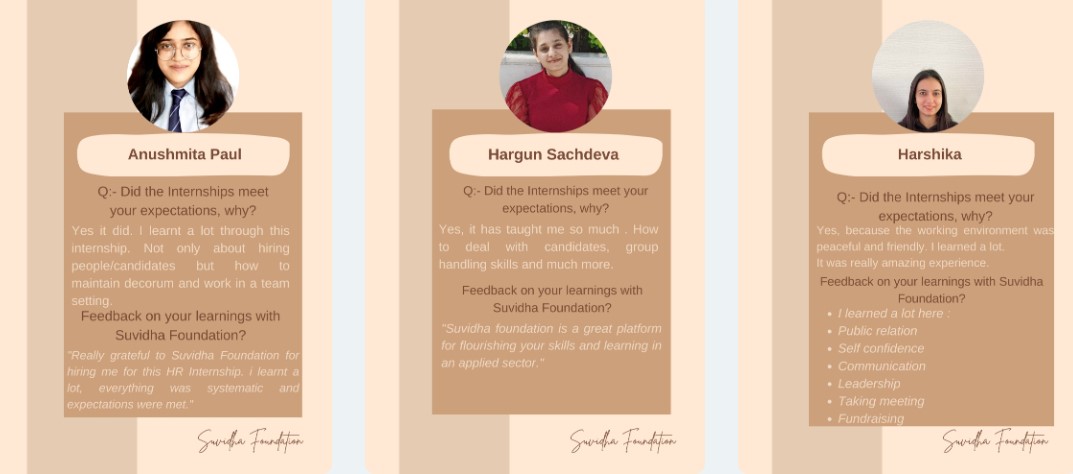 Anushmita Paul
Q:- Did the Internships meet
your expectations, why?
Yes it did. I learnt a lot through this
internship. Not only about hiring
people/candidates but how to
maintain decorum and work in a team
setting.
Feedback on your learnings with
Suvidha Foundation?
"Really grateful to Suvidha Foundation for
hiring me for this HR Internship. i learnt a
lot, everything was systematic and
expectations were met."
Suvidha Foundation
Hargun Sachdeva
Q:- Did the Internships meet your
expectations, why?
Yes, it has taught me so much . How
to deal with candidates, group
handling skills and much more.
Feedback on your learnings with
Suvidha Foundation?
"Suvidha foundation is a great platform
for flourishing your skills and learning in
an applied sector."
Suvidha Foundation
Harshika
Q:- Did the Internships meet your
expectations, why?
Yes, because the working environment was
peaceful and friendly. I learned a lot.
It was really amazing experience.
Feedback on your learnings with Suvidha
Foundation?
• I learned a lot here :
• Public relation
• Self confidence
• Communication
• Leadership
• Taking meeting
• Fundraising
Suvidha Foundation